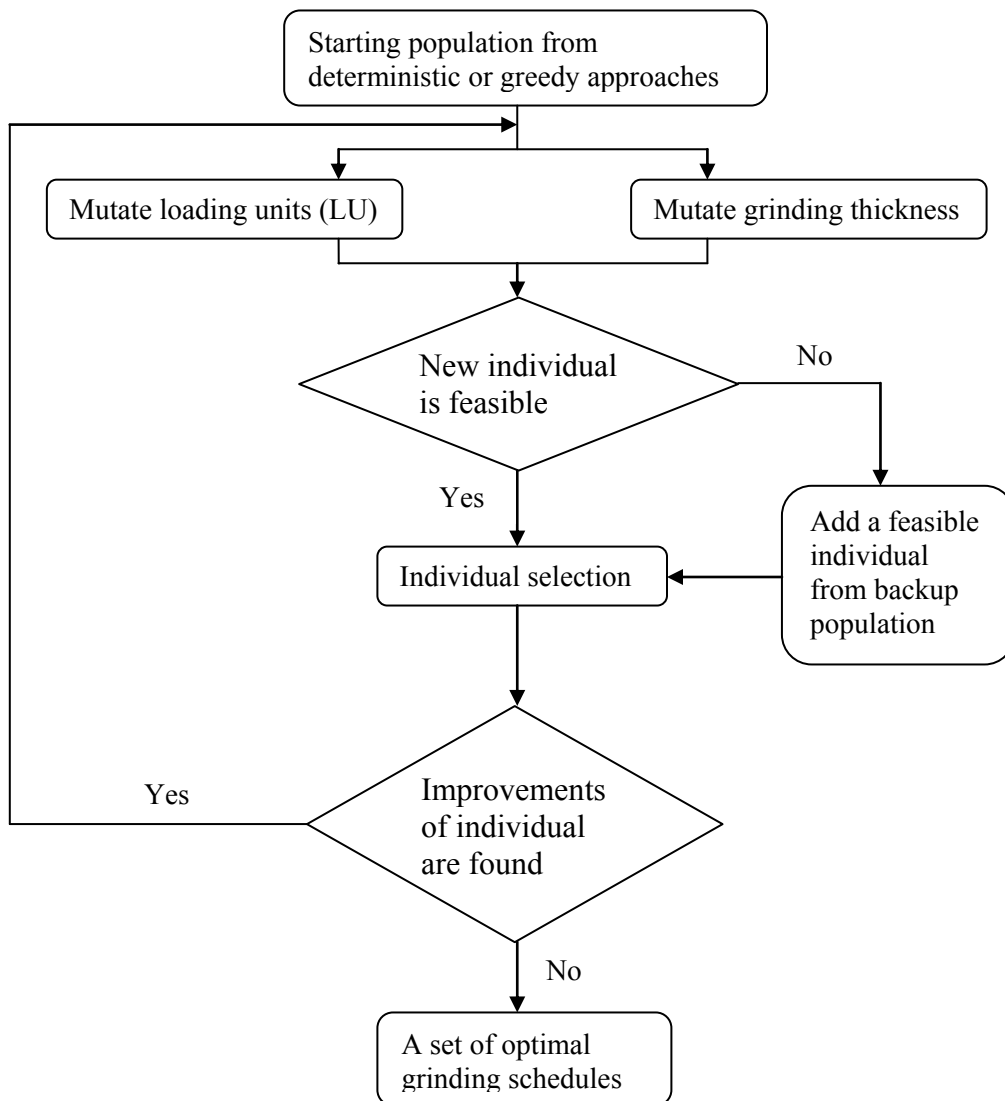 Starting population from
deterministic or greedy approaches
Mutate loading units (LU)
Mutate grinding thickness
New individual
is feasible
No
Yes
Add a feasible
individual
from backup
population
Individual selection
Yes
Improvements
of individual
are found
No
A set of optimal
grinding schedules